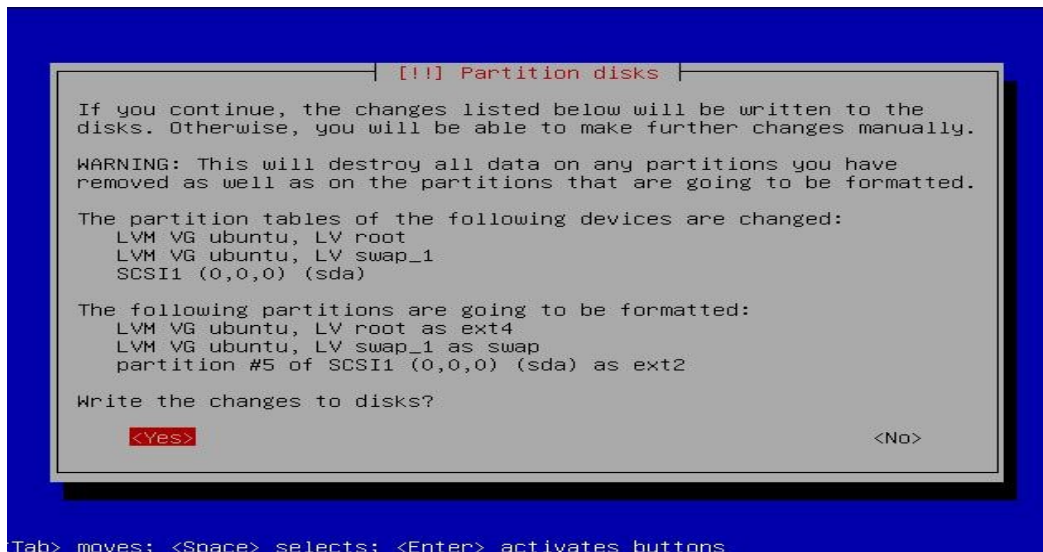 [!!] Partition disks
If you continue, the changes listed below will be written to the
disks. Otherwise, you will be able to make further changes manually.
WARNING: This will destroy all data on any partitions you have
removed as well as on the partitions that are going to be formatted.
The partition tables of the following devices are changed:
LVM VG ubuntu, LV root
LVM VG ubuntu, LV swap_1
SCSI1 (0,0,0) (sda)
The following partitions are going to be formatted:
LVM VG ubuntu, LV root as ext4
LVM VG ubuntu, LV swap_1 as swap
partition #5 of SCSI1 (0,0,0) (sda) as ext2
Write the changes to disks?
<Yes> <No>
Tab> moves; <Space> selects; <Enter> activates buttons